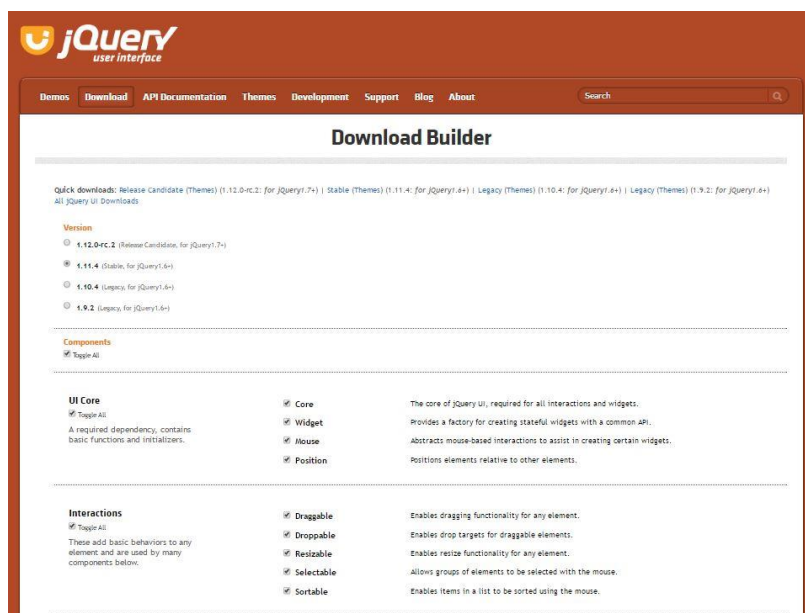 jQuery
user interface
Demos Download API Documentation Themes Development Support Blog About Search
Download Builder
Quick downloads: Release Candidate (Themes) (1.12.0-rc.2: for jQuery1.7+) | Stable (Themes) (1.11.4: for jQuery1.6+) | Legacy (Themes) (1.10.4: for jQuery1.6+) | Legacy (Themes) (1.9.2: for jQuery1.6+)
All jQuery UI Downloads
Version
1.12.0-rc.2 (Release Candidate, for jQuery1.7+)
1.11.4 (Stable, for jQuery1.6+)
1.10.4 (Legacy, for jQuery1.6+)
1.9.2 (Legacy, for jQuery1.6+)
Components
Toggle All
UI Core
Toggle All
A required dependency, contains
basic functions and initializers.
Core The core of jQuery UI, required for all interactions and widgets.
Widget Provides a factory for creating stateful widgets with a common API.
Mouse Abstracts mouse-based interactions to assist in creating certain widgets.
Position Positions elements relative to other elements.
Interactions
Toggle All
These add basic behaviors to any
element and are used by many
components below.
Draggable Enables dragging functionality for any element.
Droppable Enables drop targets for draggable elements.
Resizable Enables resize functionality for any element.
Selectable Allows groups of elements to be selected with the mouse.
Sortable Enables items in a list to be sorted using the mouse.